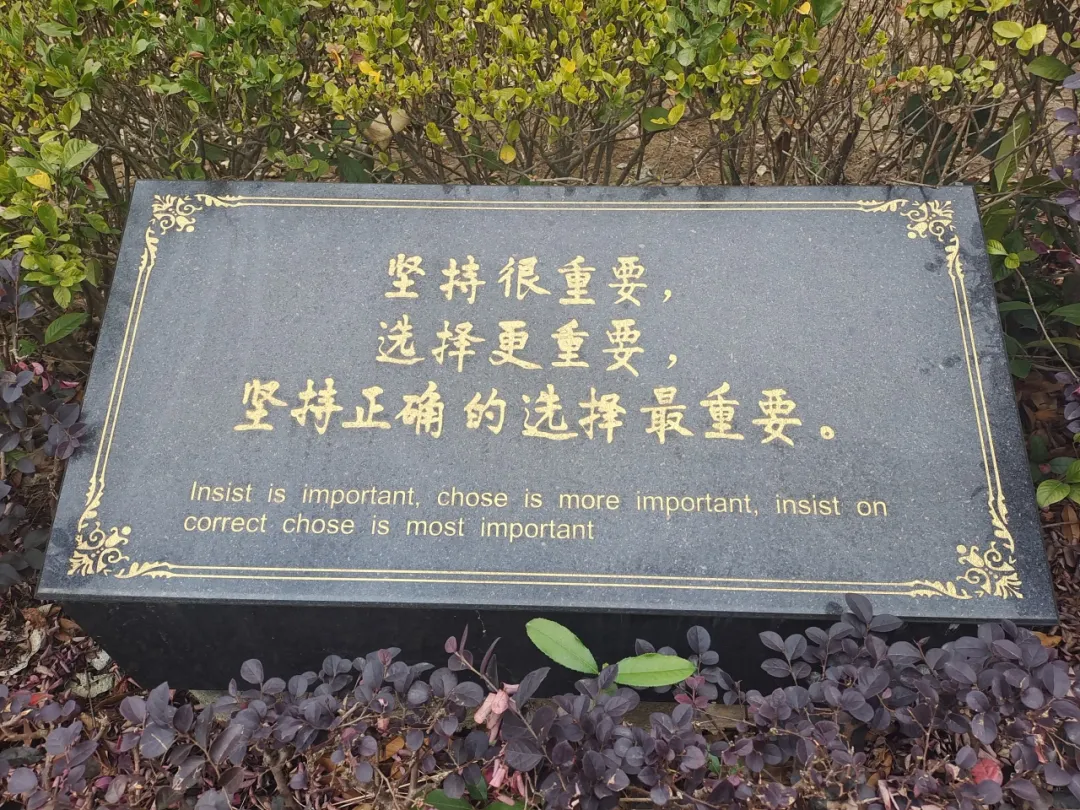 坚持很重要，
选择更重要，
坚持正确的选择最重要。
Insist is important, chose is more important, insist on
correct chose is most important